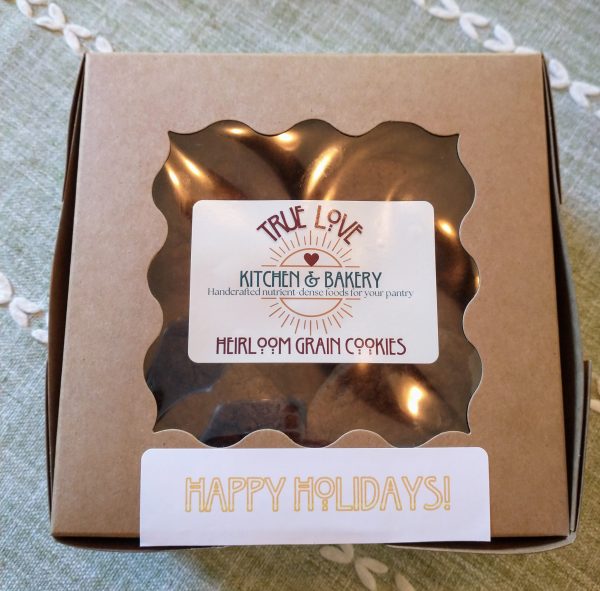 TRUE LOVE
KITCHEN & BAKERY
Handcrafted nutrient-dense foods for your pantry
HEIRLOOM GRAIN COOKIES
HAPPY HOLIDAYS!